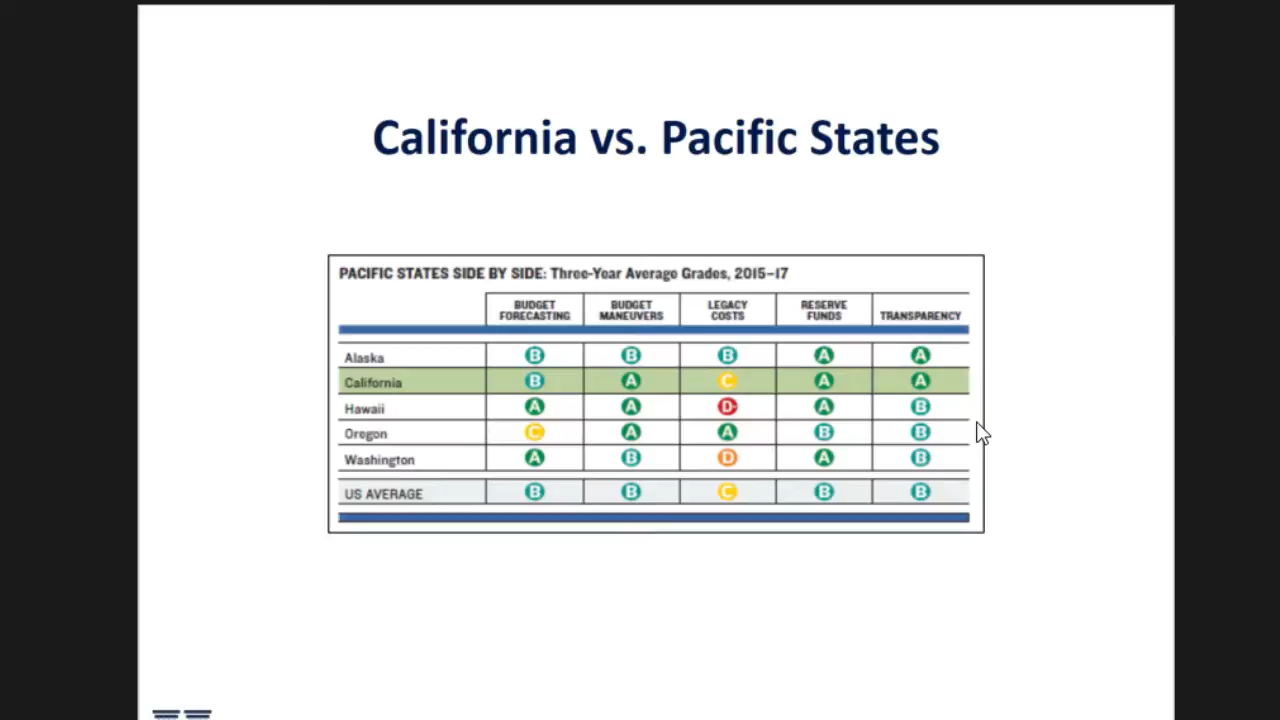 California vs. Pacific States
PACIFIC STATES SIDE BY SIDE: Three-Year Average Grades, 2015–17
BUDGET FORECASTING BUDGET MANEUVERS LEGACY COSTS RESERVE FUNDS TRANSPARENCY
Alaska B B B A A
California B A C A A
Hawaii A A D- A B
Oregon C A A B B
Washington A B D A B
US AVERAGE B B C B B